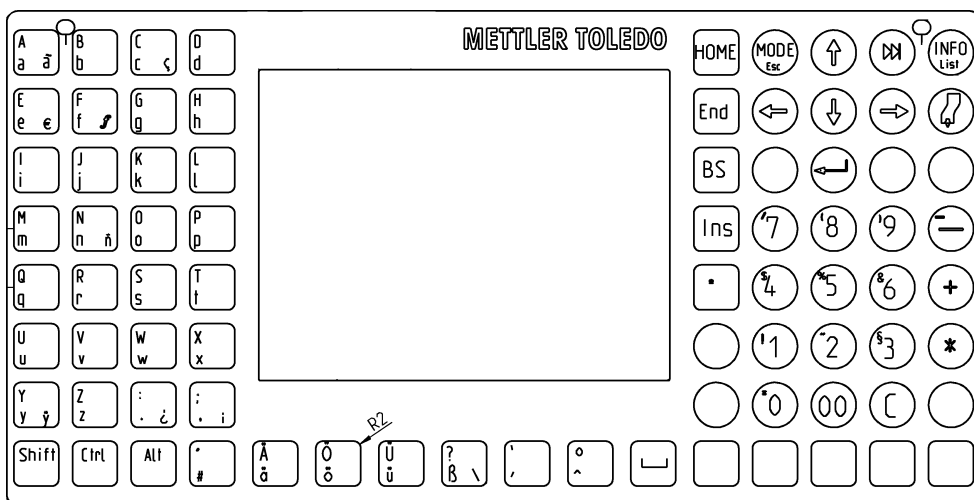 METTLER TOLEDO
A B C D HOME MODE INFO
a ã b c ç d Esc List
E F G H End
e € f g h
I J K L BS
i j k l
M N O P Ins 7 8 9 —
m n ñ o p
Q R S T $ % &
q r s t 4 5 6 +
U V W X ! ~ §
u v w x 1 2 3 *
Y Z : ; 0 00 C
y ÿ z . ¿ , ¡
R2
Shift Ctrl Alt # Ä Ö Ü ? °
ä ö ü ß \ ^